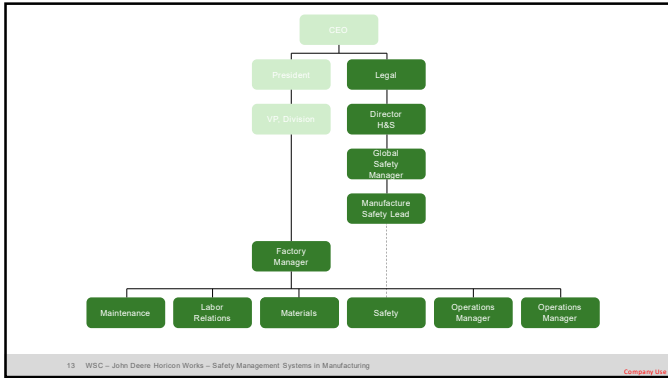 CEO
President
Legal
VP, Division
Director
H&S
Global
Safety
Manager
Manufacture
Safety Lead
Factory
Manager
Maintenance
Labor
Relations
Materials
Safety
Operations
Manager
Operations
Manager
13 WSC – John Deere Horicon Works – Safety Management Systems in Manufacturing
Company Use